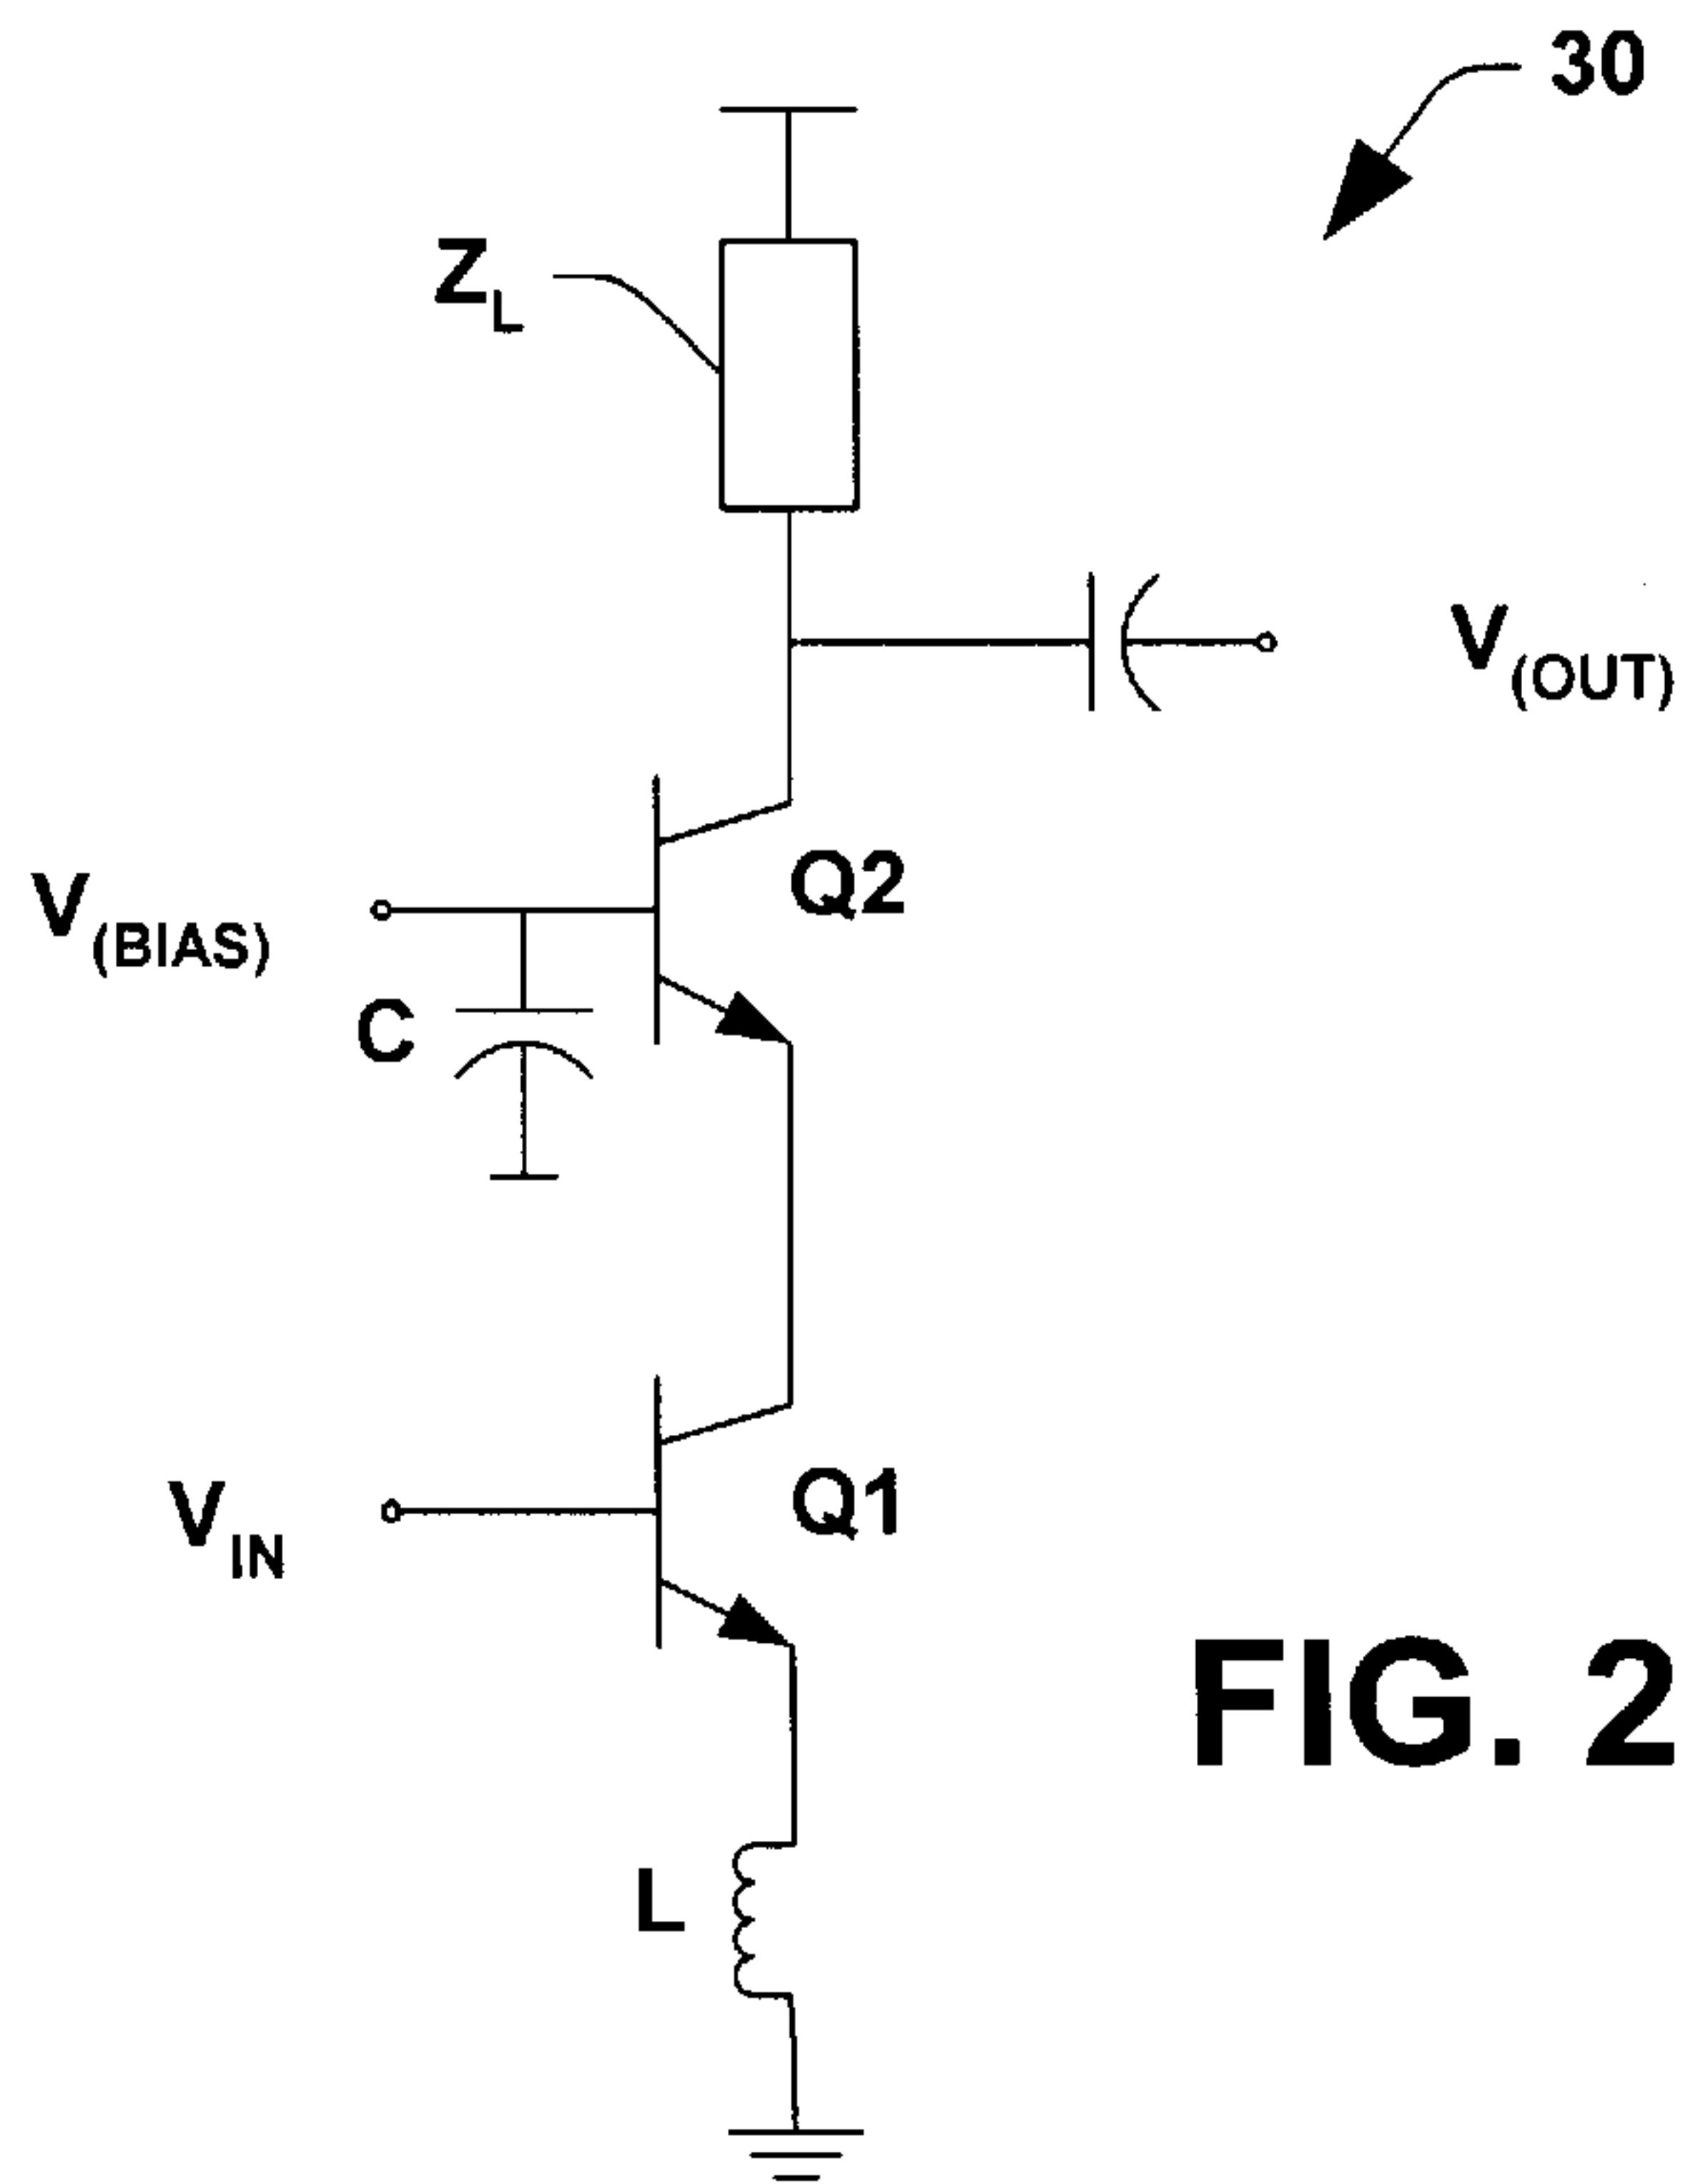 30
Z_L
V_(OUT)
Q2
V_(BIAS)
C
Q1
V_IN
L
FIG. 2